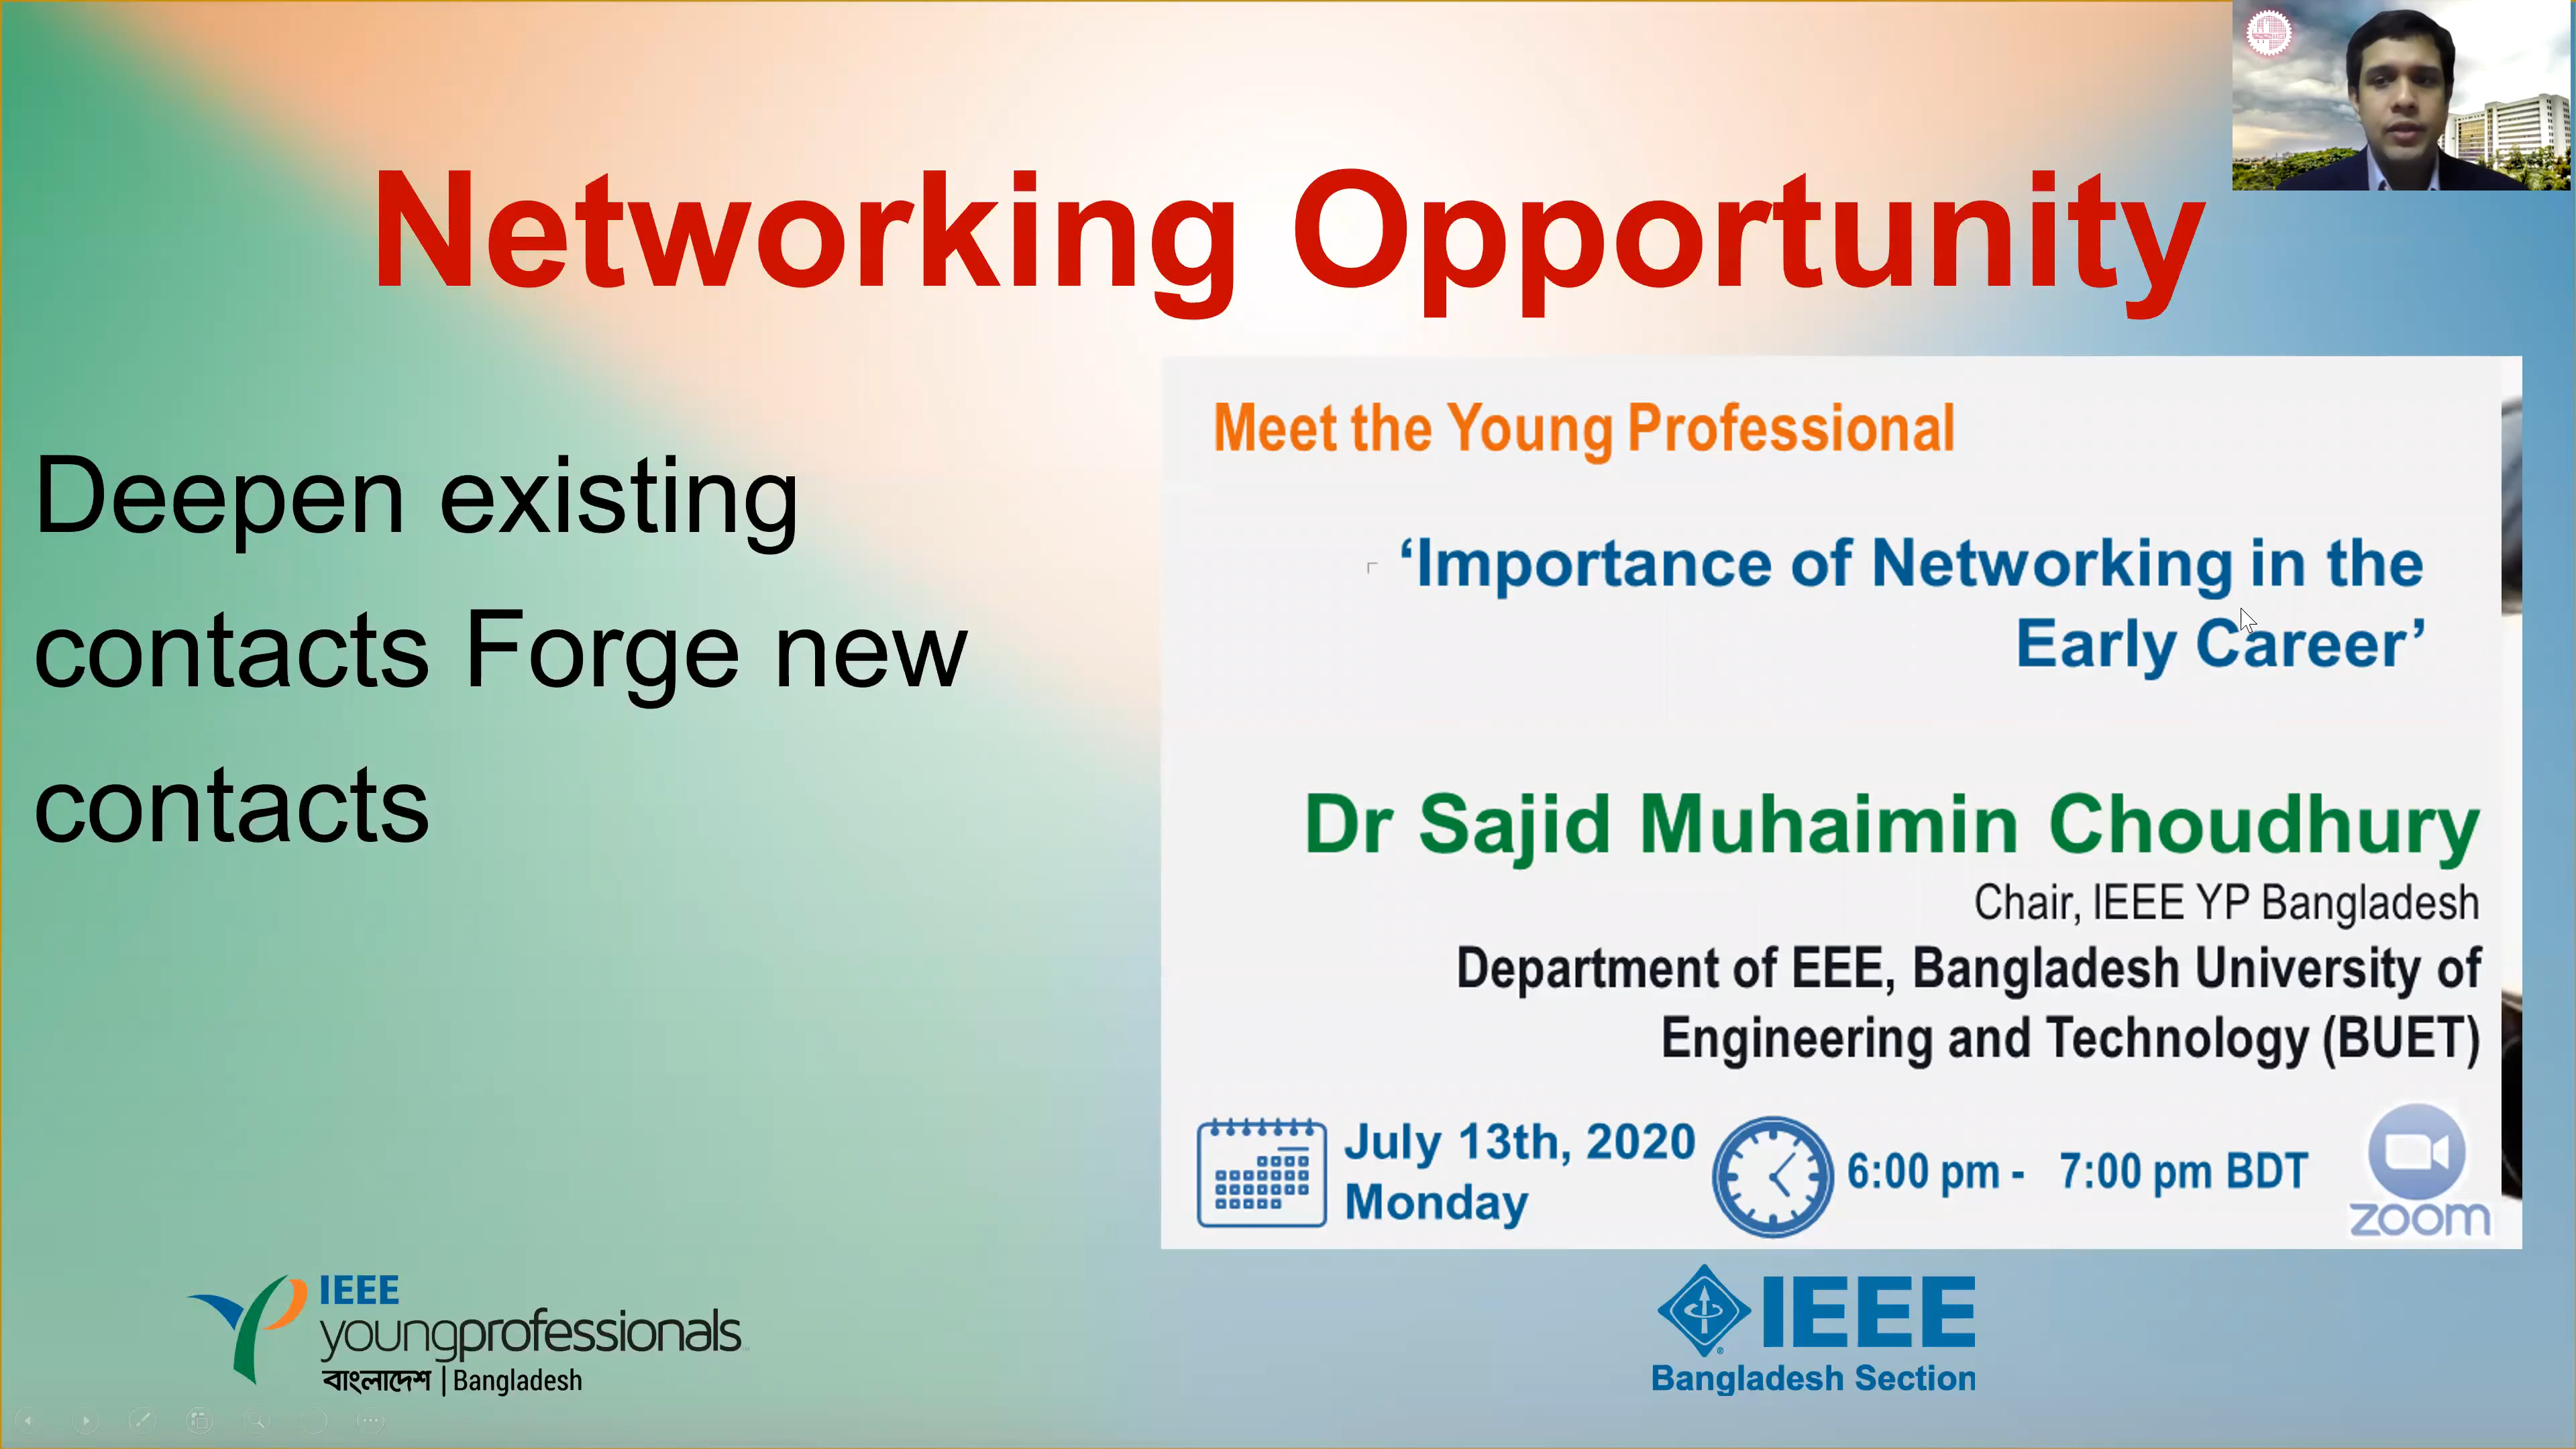 Networking Opportunity
Deepen existing
contacts Forge new
contacts
Meet the Young Professional
‘Importance of Networking in the
Early Career’
Dr Sajid Muhaimin Choudhury
Chair, IEEE YP Bangladesh
Department of EEE, Bangladesh University of
Engineering and Technology (BUET)
July 13th, 2020
Monday
6:00 pm - 7:00 pm BDT
zoom
IEEE
youngprofessionals
বাংলাদেশ | Bangladesh
IEEE
Bangladesh Section